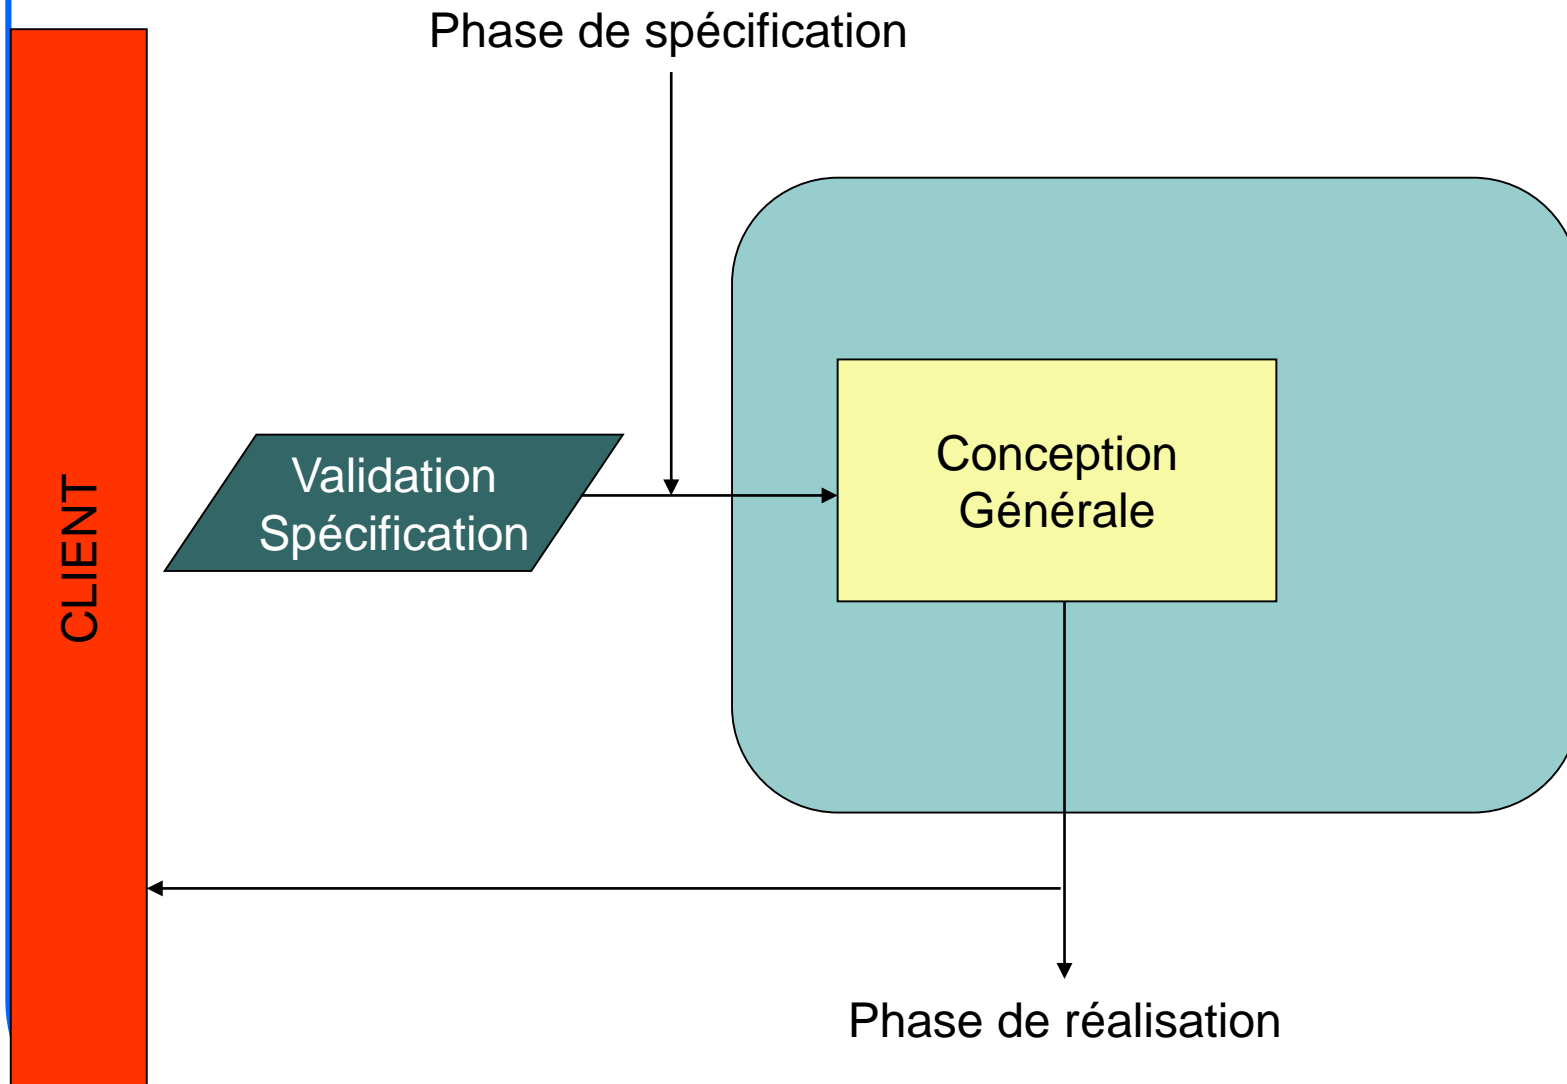 Phase de spécification
CLIENT
Validation
Spécification
Conception
Générale
Phase de réalisation